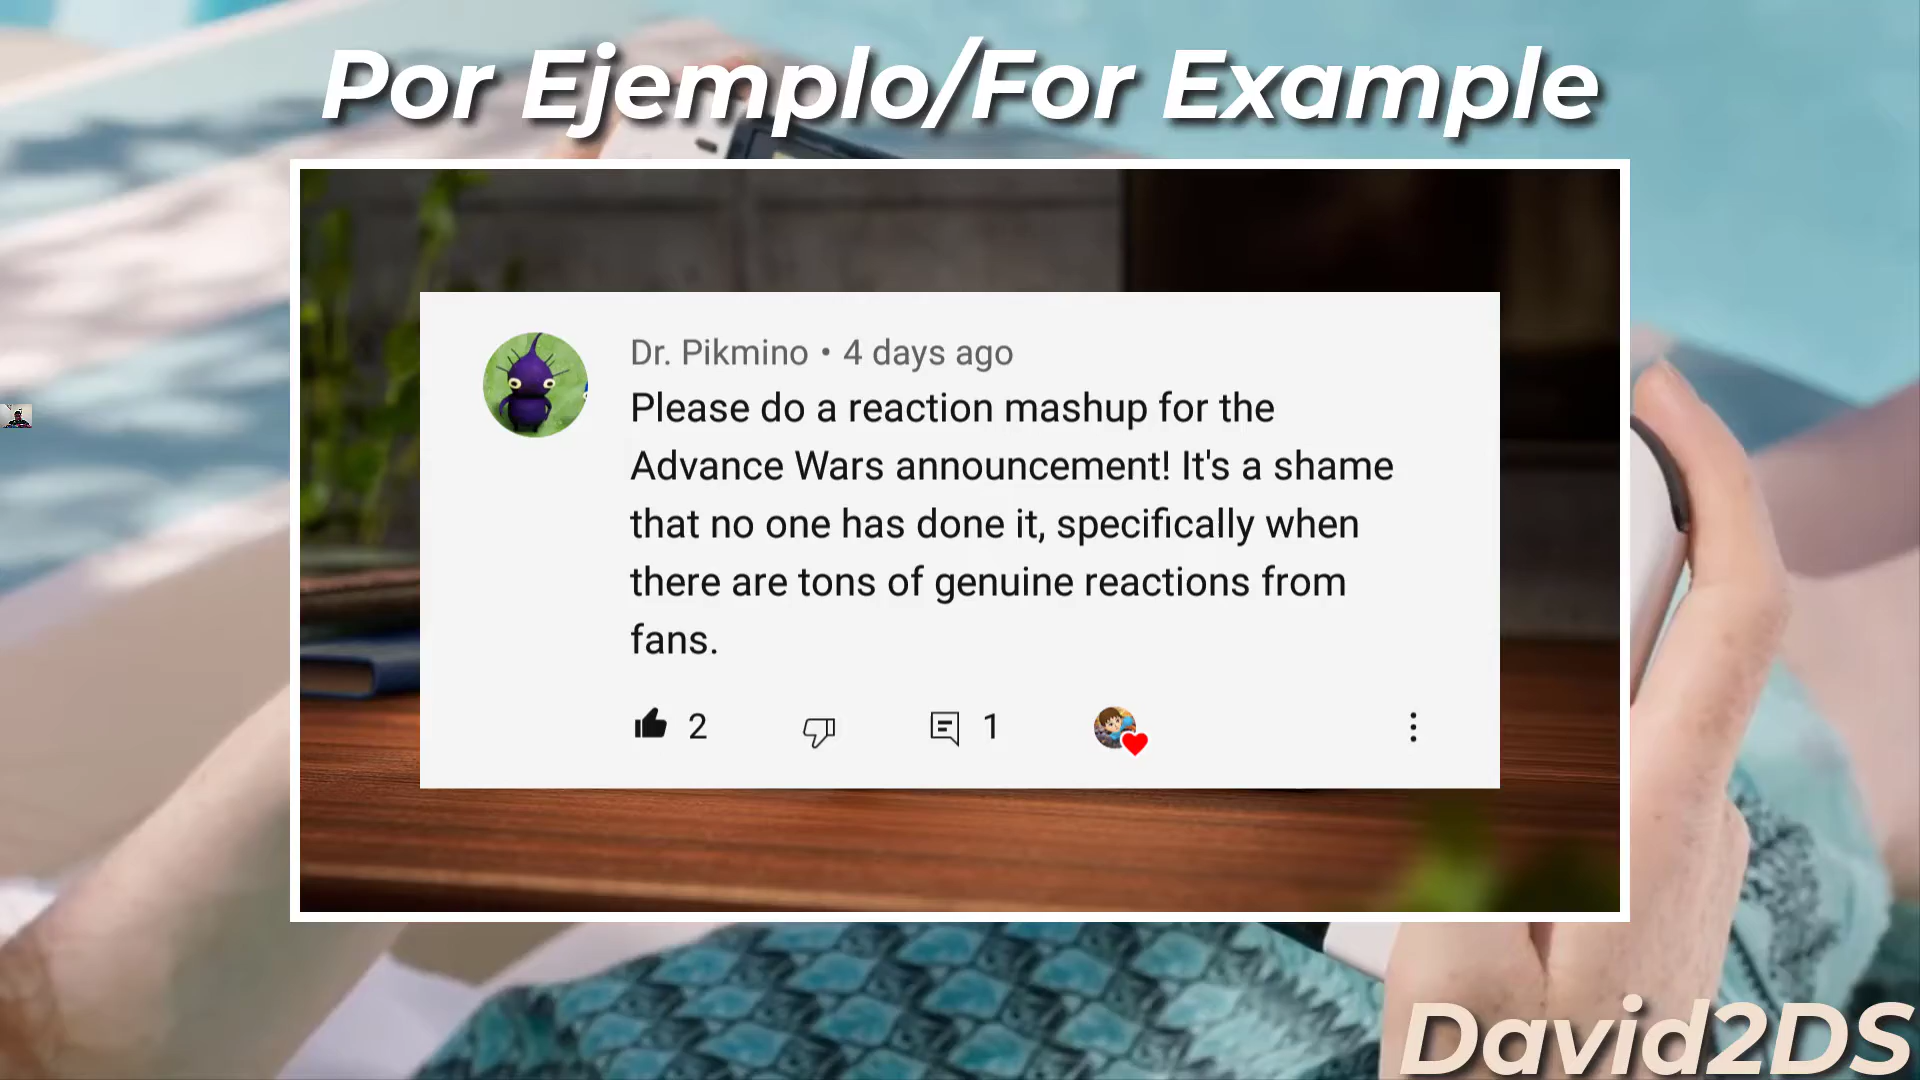 Por Ejemplo/For Example
Dr. Pikmino • 4 days ago
Please do a reaction mashup for the
Advance Wars announcement! It's a shame
that no one has done it, specifically when
there are tons of genuine reactions from
fans.
2 1
David2DS